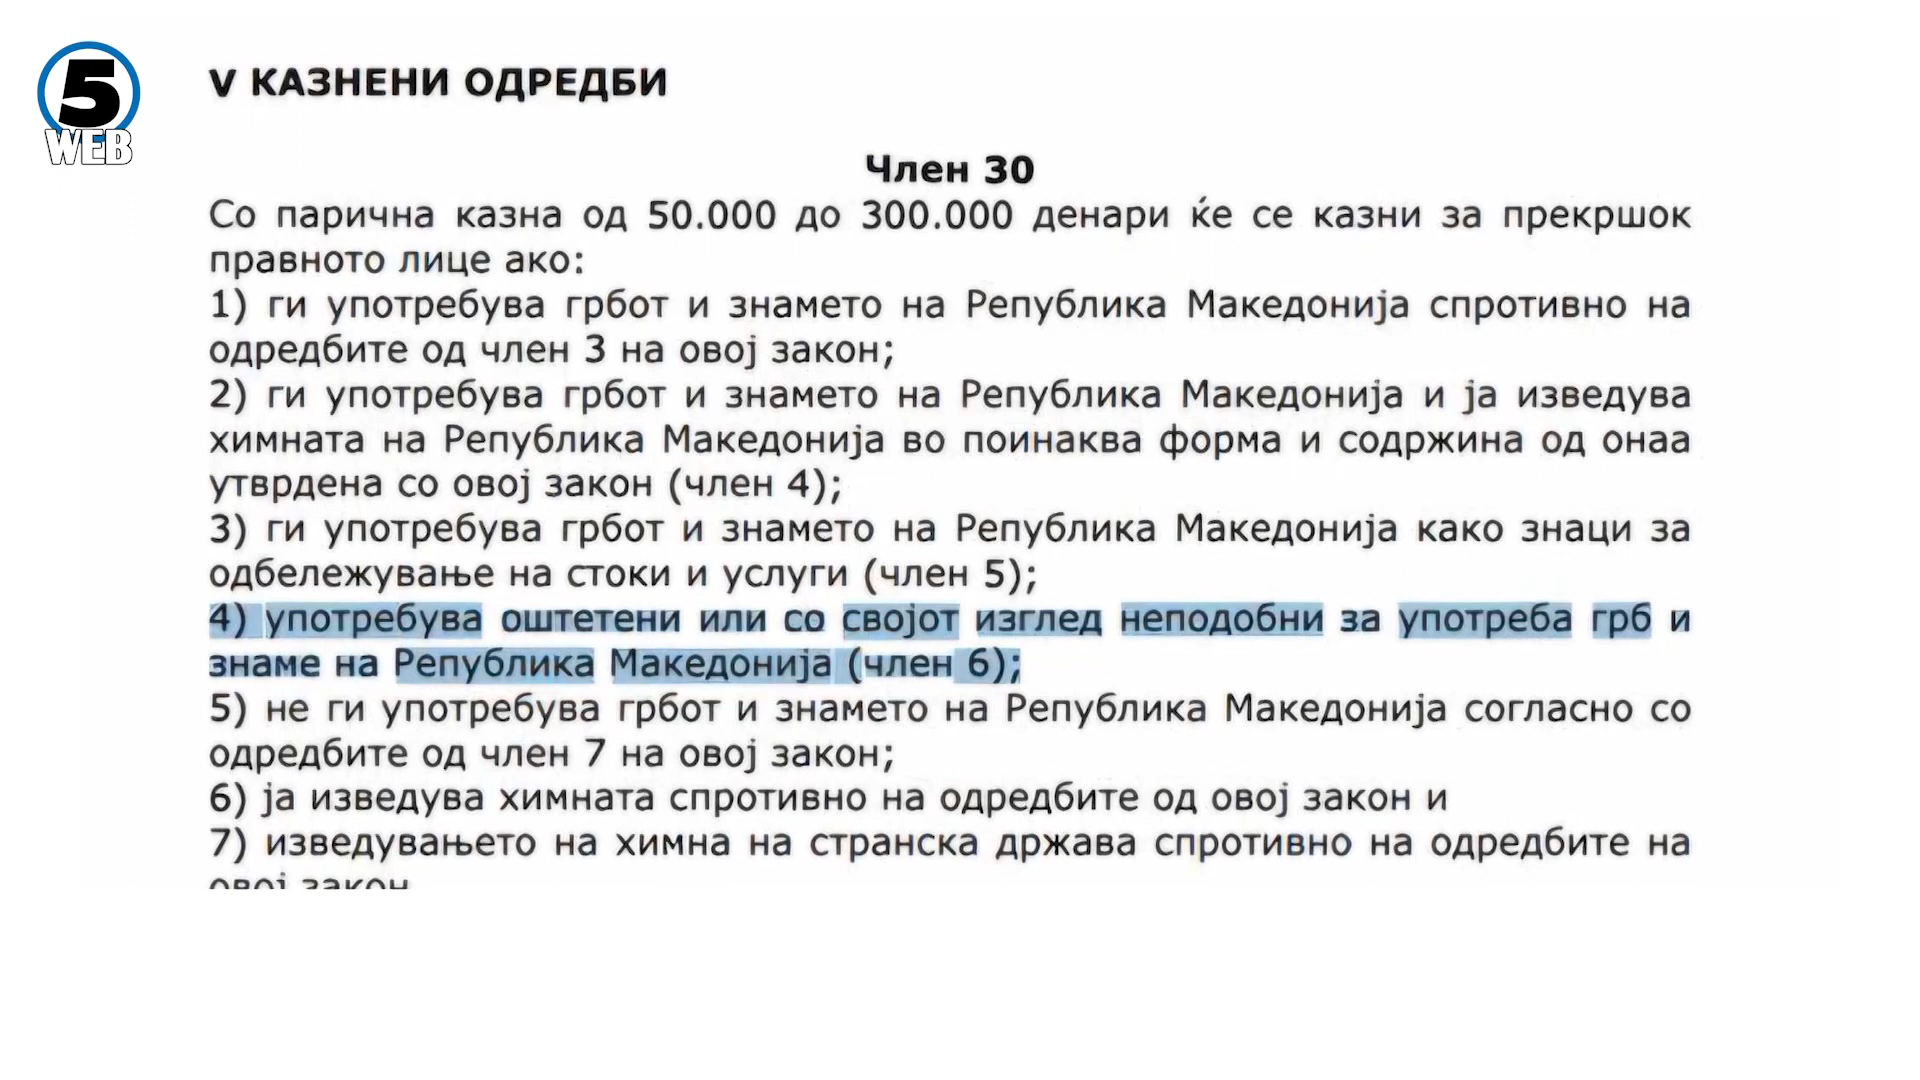 5
WEB
V КАЗНЕНИ ОДРЕДБИ
Член 30
Со парична казна од 50.000 до 300.000 денари ќе се казни за прекршок
правното лице ако:
1) ги употребува грбот и знамето на Република Македонија спротивно на
одредбите од член 3 на овој закон;
2) ги употребува грбот и знамето на Република Македонија и ја изведува
химната на Република Македонија во поинаква форма и содржина од онаа
утврдена со овој закон (член 4);
3) ги употребува грбот и знамето на Република Македонија како знаци за
одбележување на стоки и услуги (член 5);
4) употребува оштетени или со својот изглед неподобни за употреба грб и
знаме на Република Македонија (член 6);
5) не ги употребува грбот и знамето на Република Македонија согласно со
одредбите од член 7 на овој закон;
6) ја изведува химната спротивно на одредбите од овој закон и
7) изведувањето на химна на странска држава спротивно на одредбите на
овој закон